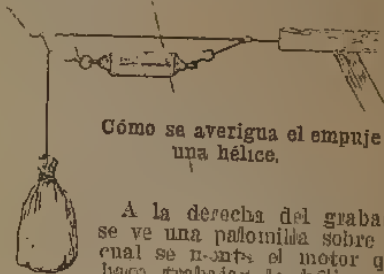 Cómo se averigua el empuje
una hélice.
A la derecha del graba
se ve una palomilla sobre
cual se monta el motor q